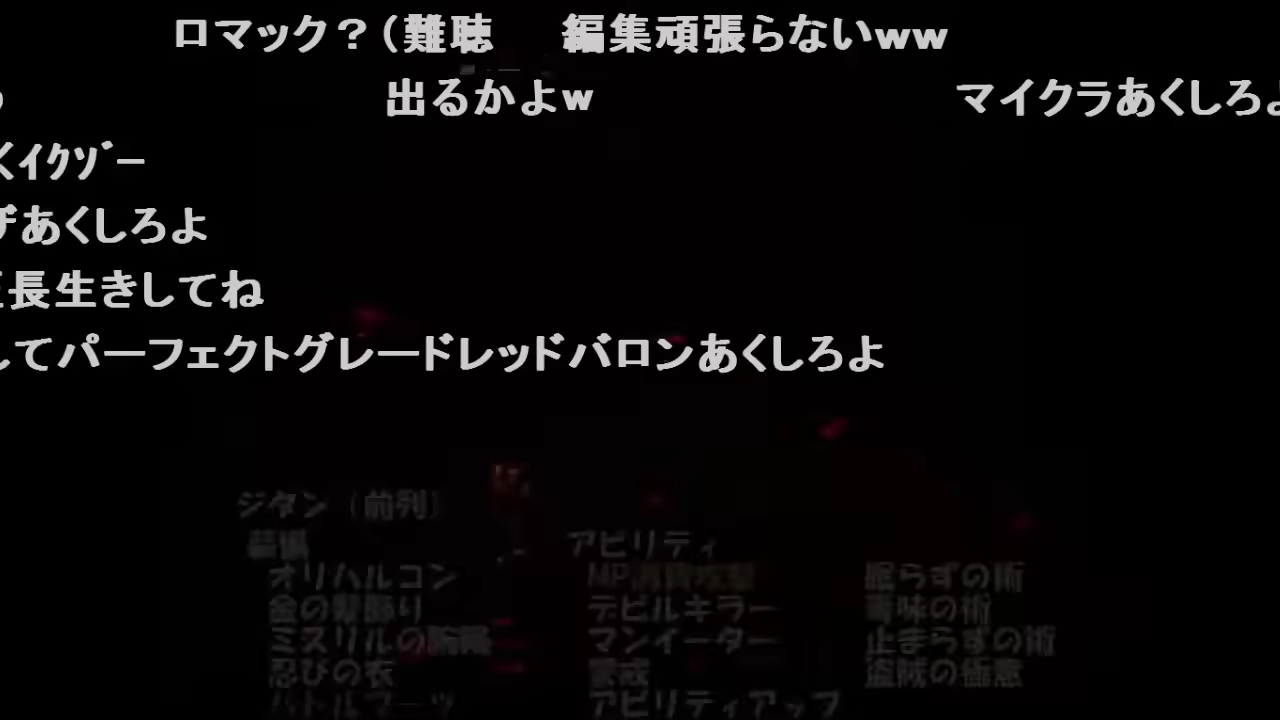 ロマック？（難聴 編集頑張らないww
出るかよw マイクラあくしろよ
くｲｸｿﾞー
ﾁあくしろよ
長生きしてね
してパーフェクトグレードレッドバロンあくしろよ
ジタン（前列）
装備 アビリティ
オリハルコン MP消費攻撃 眠らずの術
金の髪飾り デビルキラー 毒味の術
ミスリルの腕輪 マンイーター 止まらずの術
忍びの衣 警戒 盗賊の極意
バトルブーツ アビリティアップ